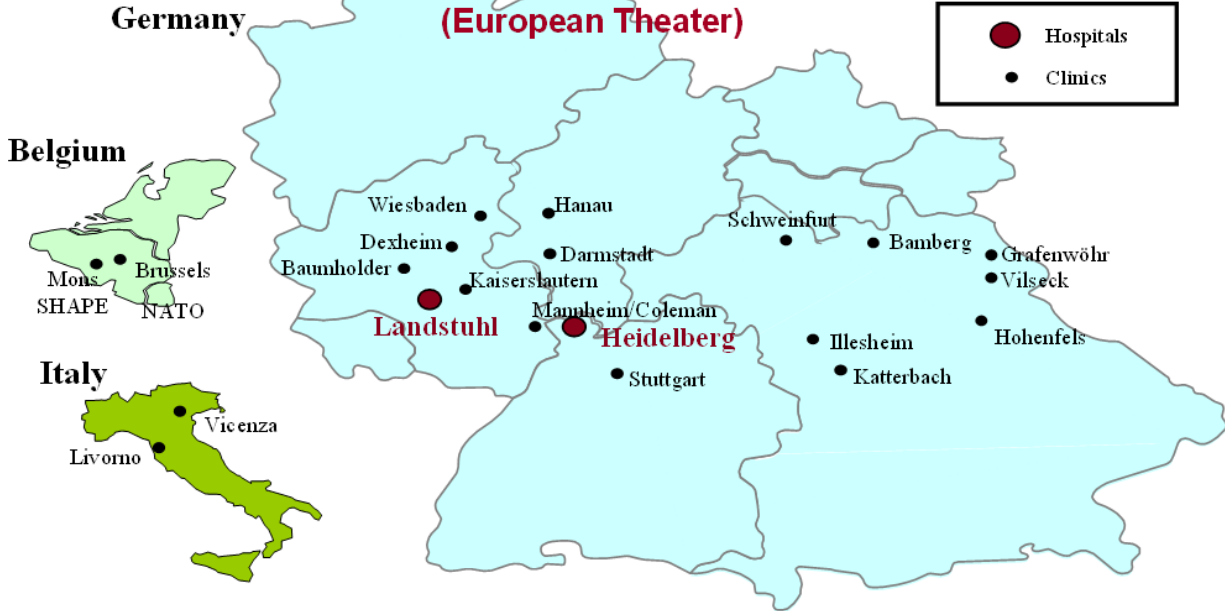 Germany
(European Theater)
Hospitals
Clinics
Belgium
Mons
SHAPE
Brussels
NATO
Italy
Vicenza
Livorno
Wiesbaden
Hanau
Dexheim
Darmstadt
Baumholder
Kaiserslautern
Landstuhl
Mannheim/Coleman
Heidelberg
Stuttgart
Schweinfurt
Bamberg
Grafenwöhr
Vilseck
Hohenfels
Illesheim
Katterbach